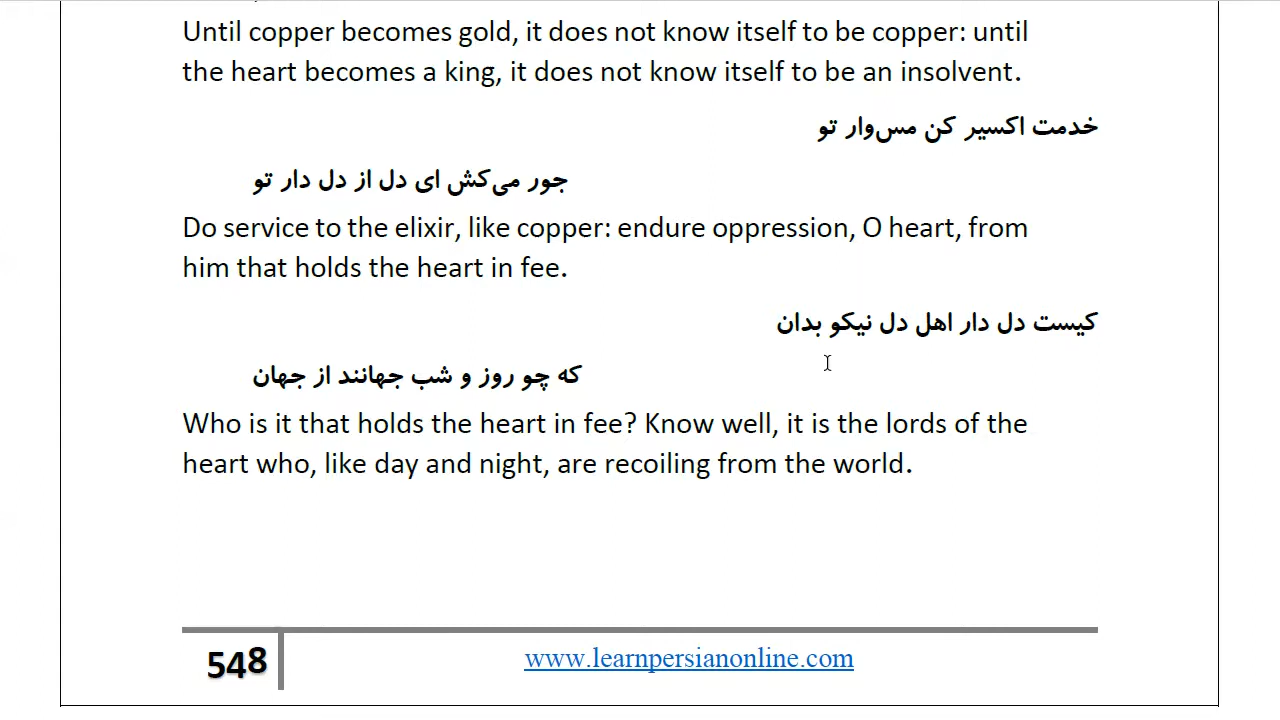 Until copper becomes gold, it does not know itself to be copper: until
the heart becomes a king, it does not know itself to be an insolvent.
خدمت اکسیر کن مس‌وار تو
جور می‌کش ای دل از دل دار تو
Do service to the elixir, like copper: endure oppression, O heart, from
him that holds the heart in fee.
کیست دل دار اهل دل نیکو بدان
که چو روز و شب جهانند از جهان
Who is it that holds the heart in fee? Know well, it is the lords of the
heart who, like day and night, are recoiling from the world.
548
www.learnpersianonline.com